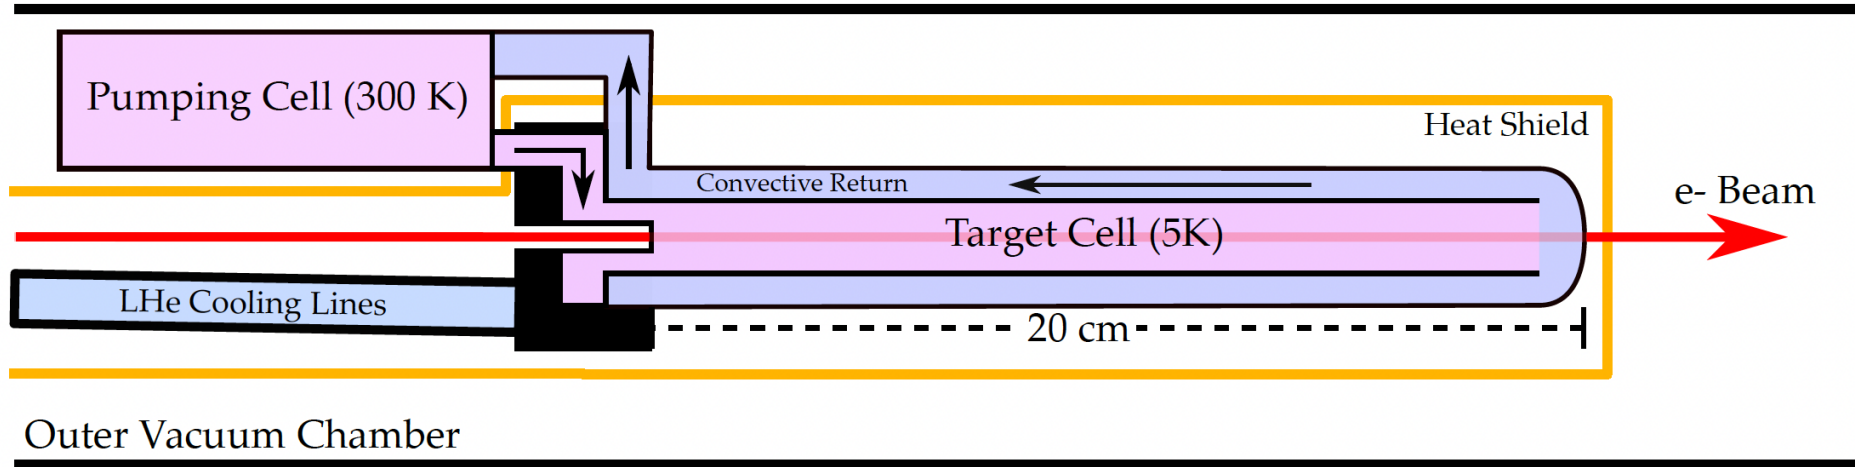 Pumping Cell (300 K)
Heat Shield
Convective Return
e- Beam
Target Cell (5K)
LHe Cooling Lines
20 cm
Outer Vacuum Chamber